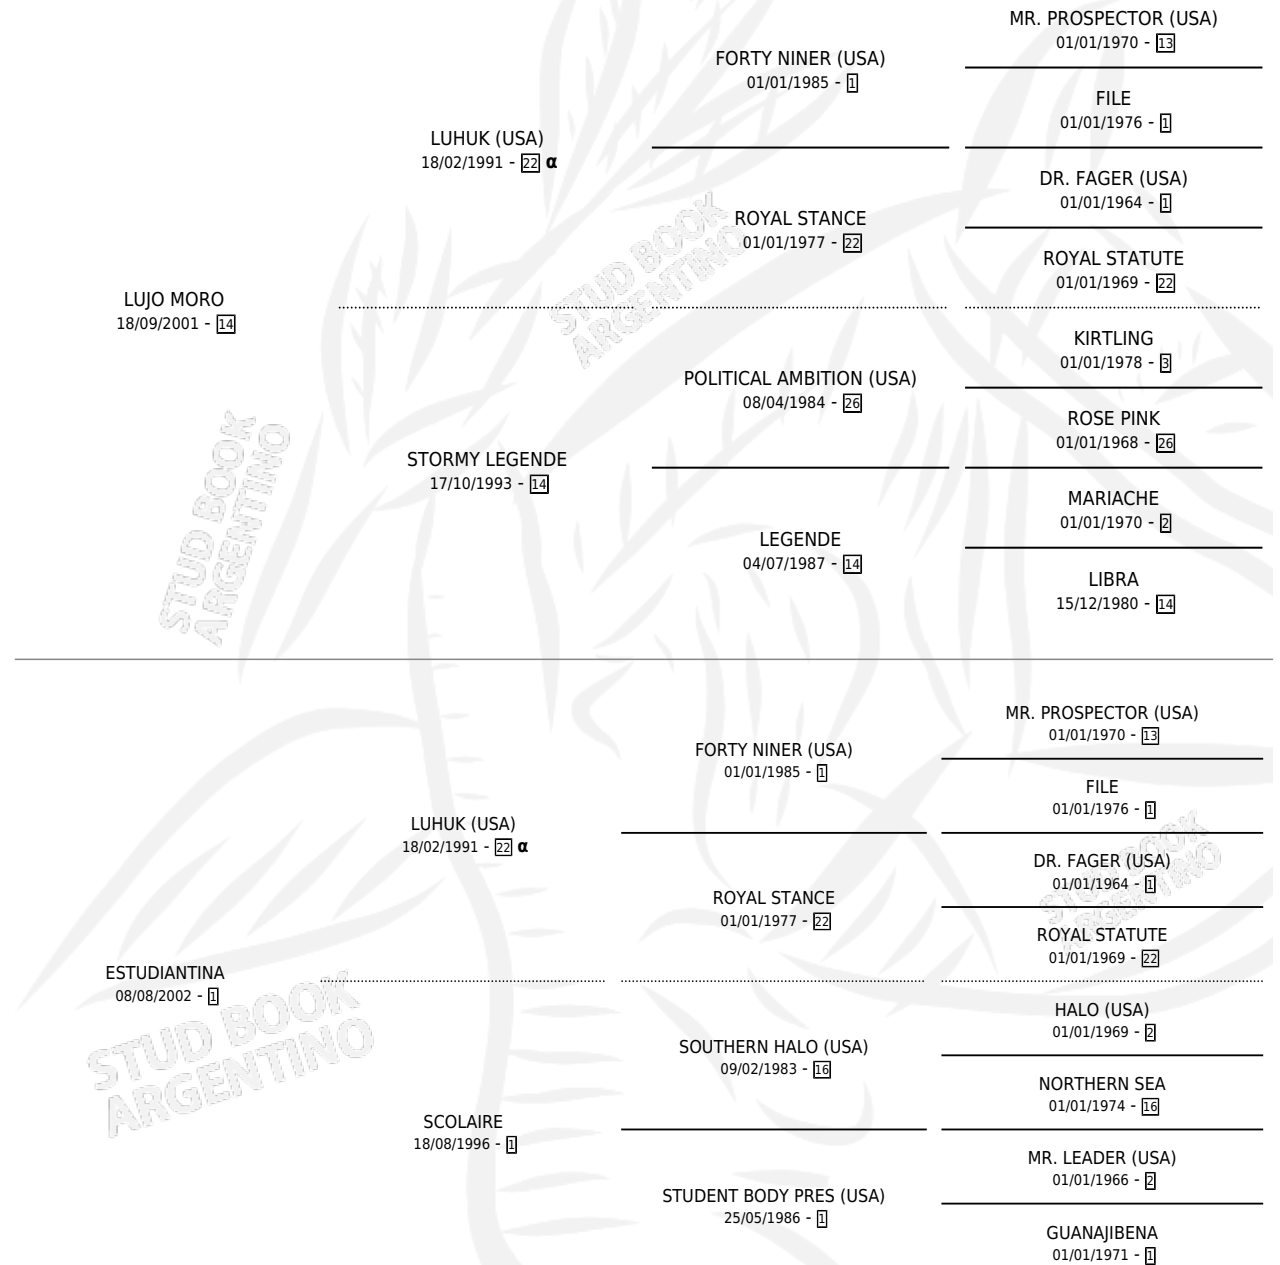 MR. PROSPECTOR (USA)
01/01/1970 - 13
FORTY NINER (USA)
01/01/1985 - 1
FILE
01/01/1976 - 1
LUHUK (USA)
18/02/1991 - 22 α
DR. FAGER (USA)
01/01/1964 - 1
ROYAL STANCE
01/01/1977 - 22
ROYAL STATUTE
01/01/1969 - 22
STUD BOOK
ARGENTINO
LUJO MORO
18/09/2001 - 14
KIRTLING
01/01/1978 - 3
POLITICAL AMBITION (USA)
08/04/1984 - 26
ROSE PINK
01/01/1968 - 26
STORMY LEGENDE
17/10/1993 - 14
MARIACHE
01/01/1970 - 2
LEGENDE
04/07/1987 - 14
LIBRA
15/12/1980 - 14
STUD BOOK
ARGENTINO
MR. PROSPECTOR (USA)
01/01/1970 - 13
FORTY NINER (USA)
01/01/1985 - 1
FILE
01/01/1976 - 1
LUHUK (USA)
18/02/1991 - 22 α
DR. FAGER (USA)
01/01/1964 - 1
ROYAL STANCE
01/01/1977 - 22
ROYAL STATUTE
01/01/1969 - 22
STUD BOOK
ARGENTINO
ESTUDIANTINA
08/08/2002 - 1
HALO (USA)
01/01/1969 - 2
SOUTHERN HALO (USA)
09/02/1983 - 16
NORTHERN SEA
01/01/1974 - 16
SCOLAIRE
18/08/1996 - 1
MR. LEADER (USA)
01/01/1966 - 2
STUDENT BODY PRES (USA)
25/05/1986 - 1
GUANAJIBENA
01/01/1971 - 1
STUD BOOK
ARGENTINO